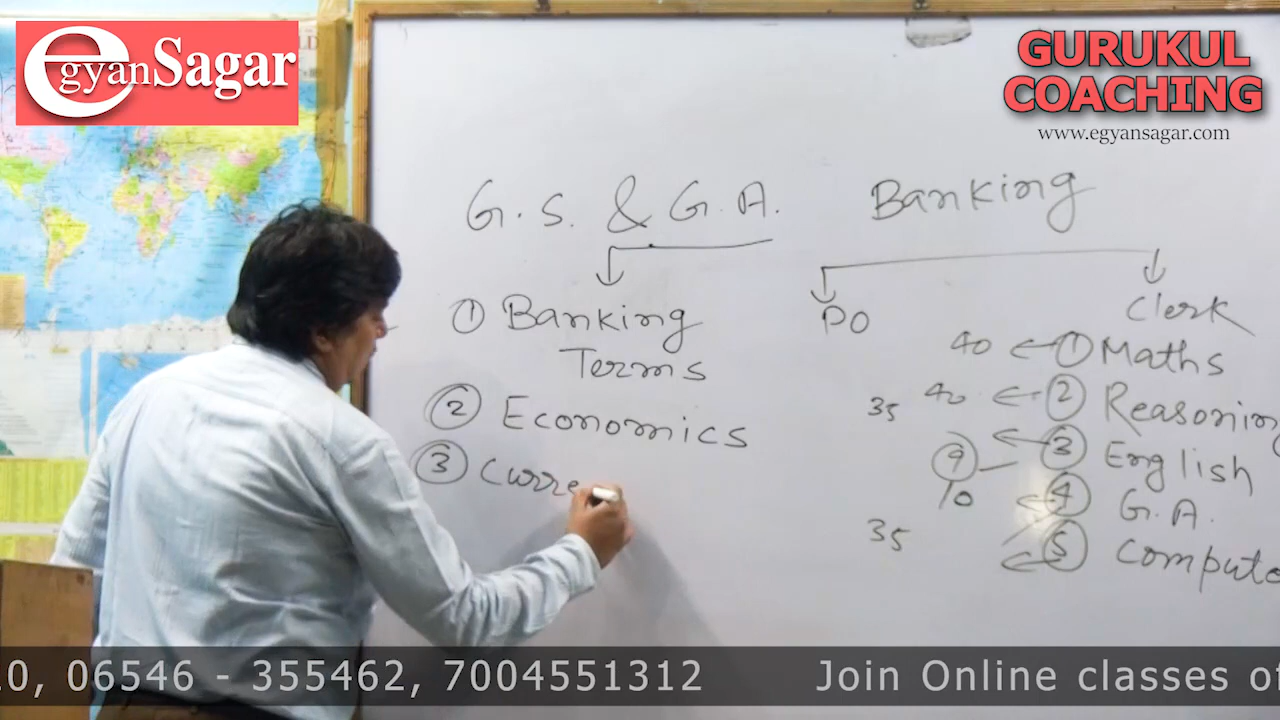 egyanSagar
GURUKUL
COACHING
www.egyansagar.com
G.S. & G.A.
① Banking
Terms
② Economics
③ Curre
Banking
PO
Clerk
40 ① Maths
35 40 ② Reasoning
9 ③ English
10 ④ G.A.
35 ⑤ Compute
10, 06546 - 355462, 7004551312 Join Online classes of